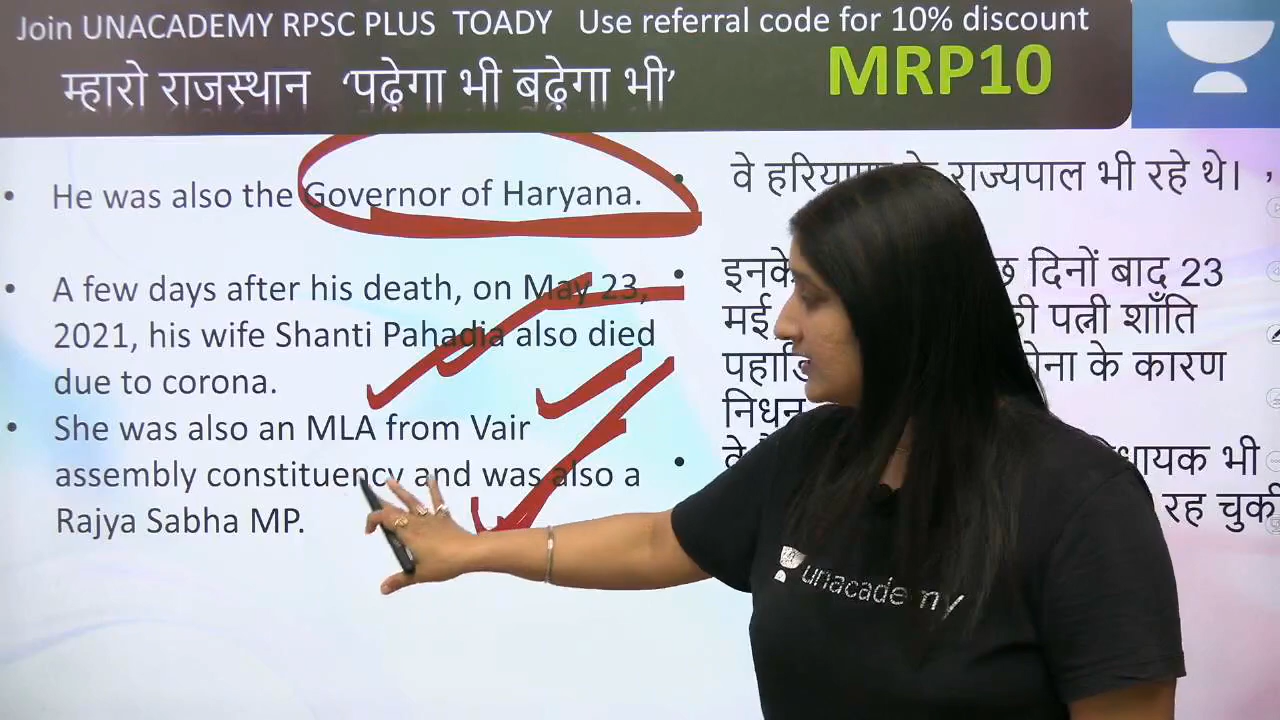 Join UNACADEMY RPSC PLUS TOADY Use referral code for 10% discount
म्हारो राजस्थान ‘पढ़ेगा भी बढ़ेगा भी’
MRP10
• He was also the Governor of Haryana.
• A few days after his death, on May 23,
2021, his wife Shanti Pahadia also died
due to corona.
• She was also an MLA from Vair
assembly constituency and was also a
Rajya Sabha MP.
• वे राज्यपाल भी रहे थे। ,
• इनके दिनों बाद 23
मई पत्नी शाँति
के कारण
निधन
• भी
रह
unacademy